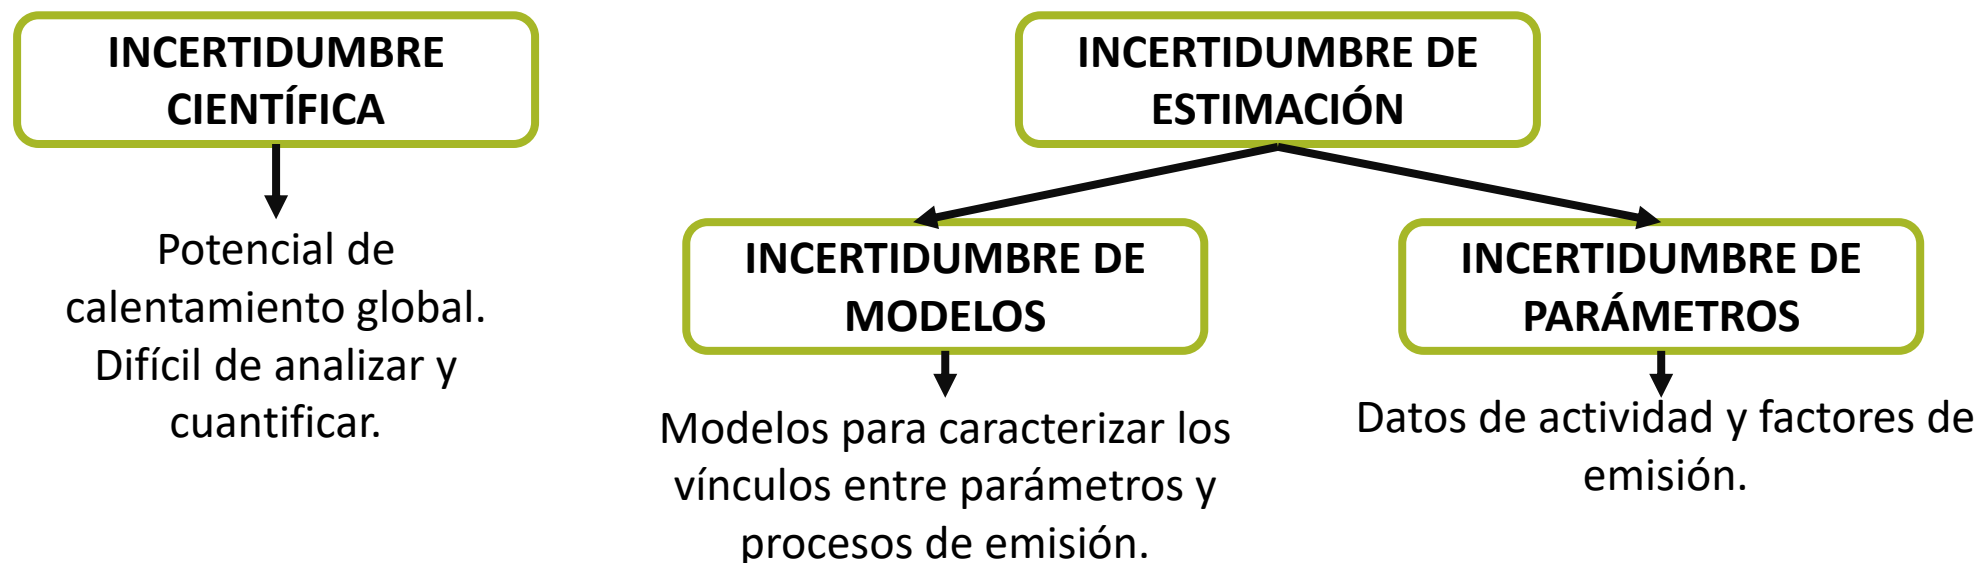 INCERTIDUMBRE
CIENTÍFICA
Potencial de
calentamiento global.
Difícil de analizar y
cuantificar.
INCERTIDUMBRE DE
ESTIMACIÓN
INCERTIDUMBRE DE
MODELOS
Modelos para caracterizar los
vínculos entre parámetros y
procesos de emisión.
INCERTIDUMBRE DE
PARÁMETROS
Datos de actividad y factores de
emisión.